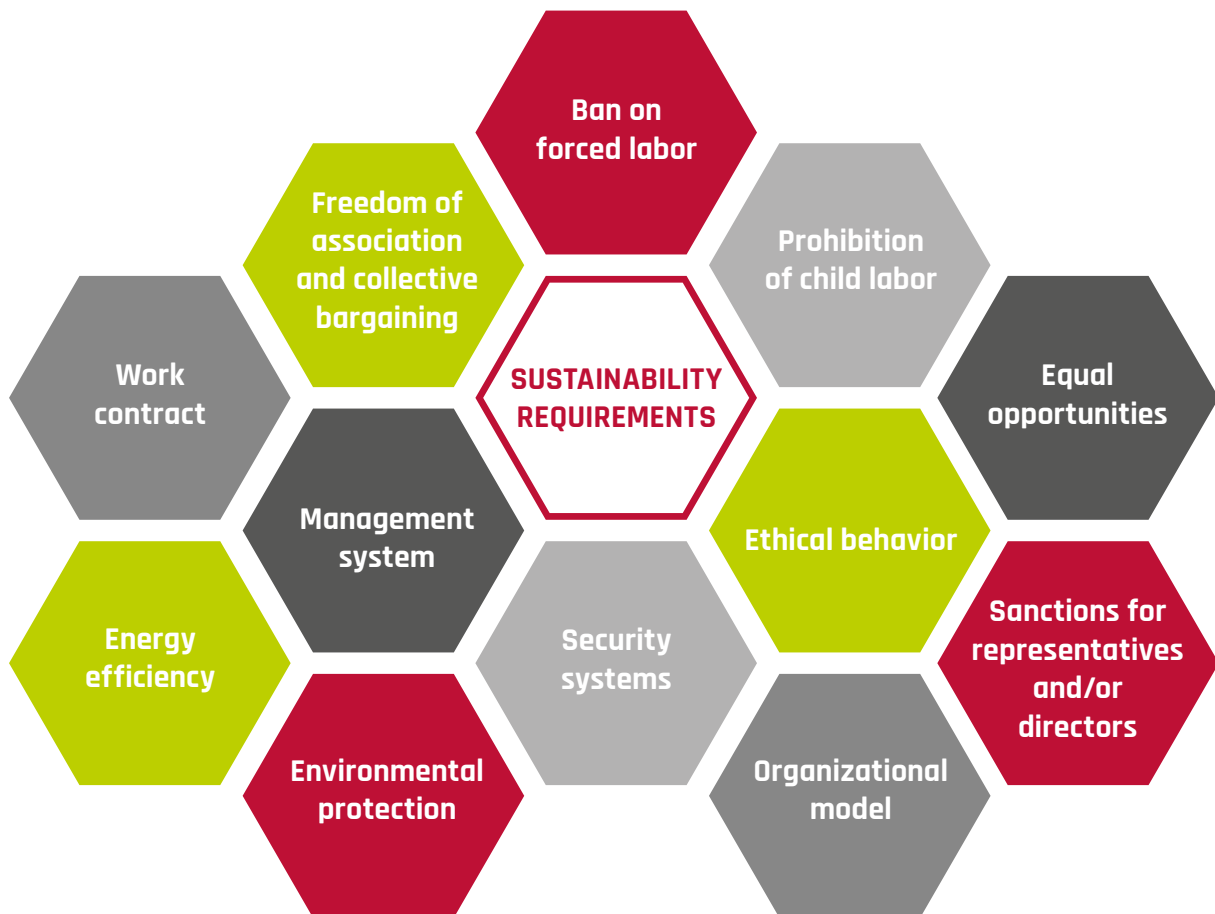 Ban on
forced labor
Freedom of
association
and collective
bargaining
Prohibition
of child labor
Work
contract
SUSTAINABILITY
REQUIREMENTS
Equal
opportunities
Management
system
Ethical behavior
Energy
efficiency
Security
systems
Sanctions for
representatives
and/or
directors
Environmental
protection
Organizational
model